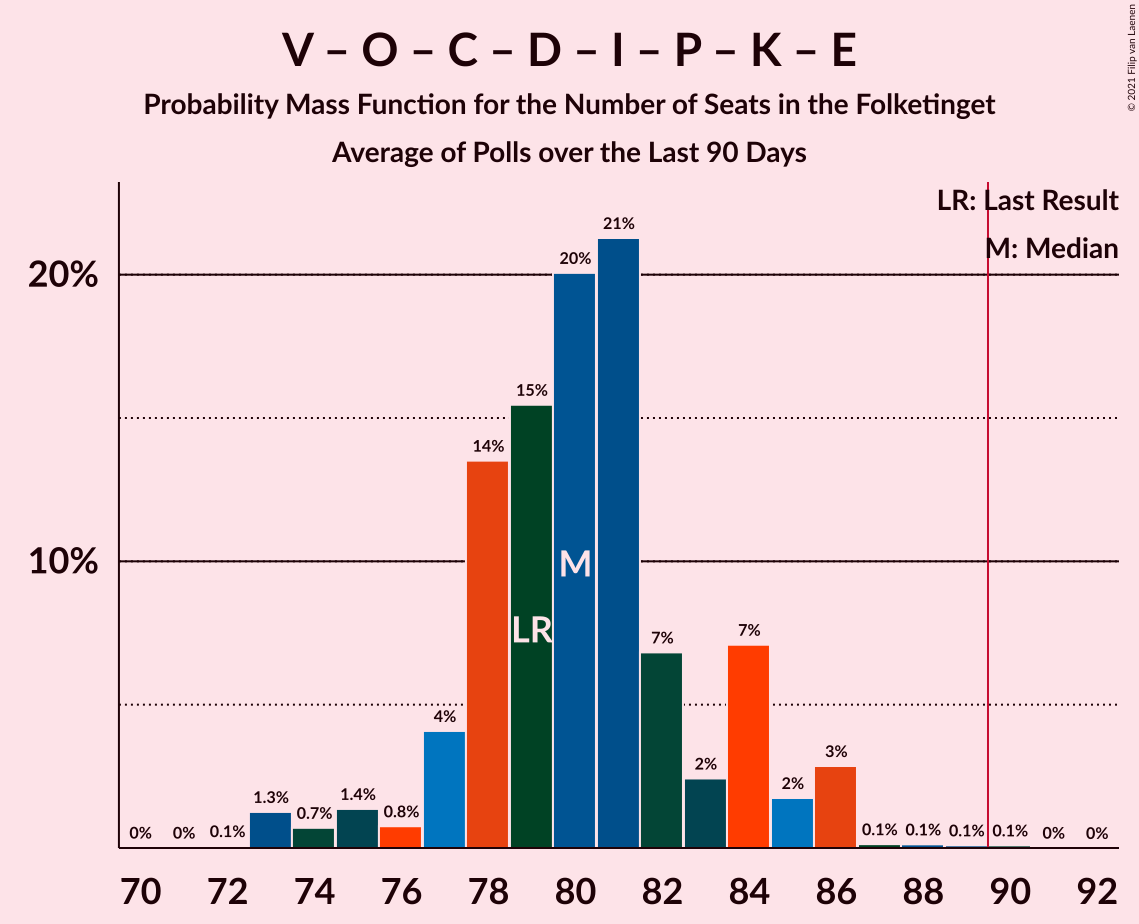 V – O – C – D – I – P – K – E
Probability Mass Function for the Number of Seats in the Folketinget
Average of Polls over the Last 90 Days
© 2021 Filip van Laenen
LR: Last Result
M: Median
20%
10%
0%
0%
0.1%
1.3%
0.7%
1.4%
0.8%
4%
14%
15%
20%
21%
7%
2%
7%
2%
3%
0.1%
0.1%
0.1%
0.1%
0%
0%
LR
M
70 72 74 76 78 80 82 84 86 88 90 92